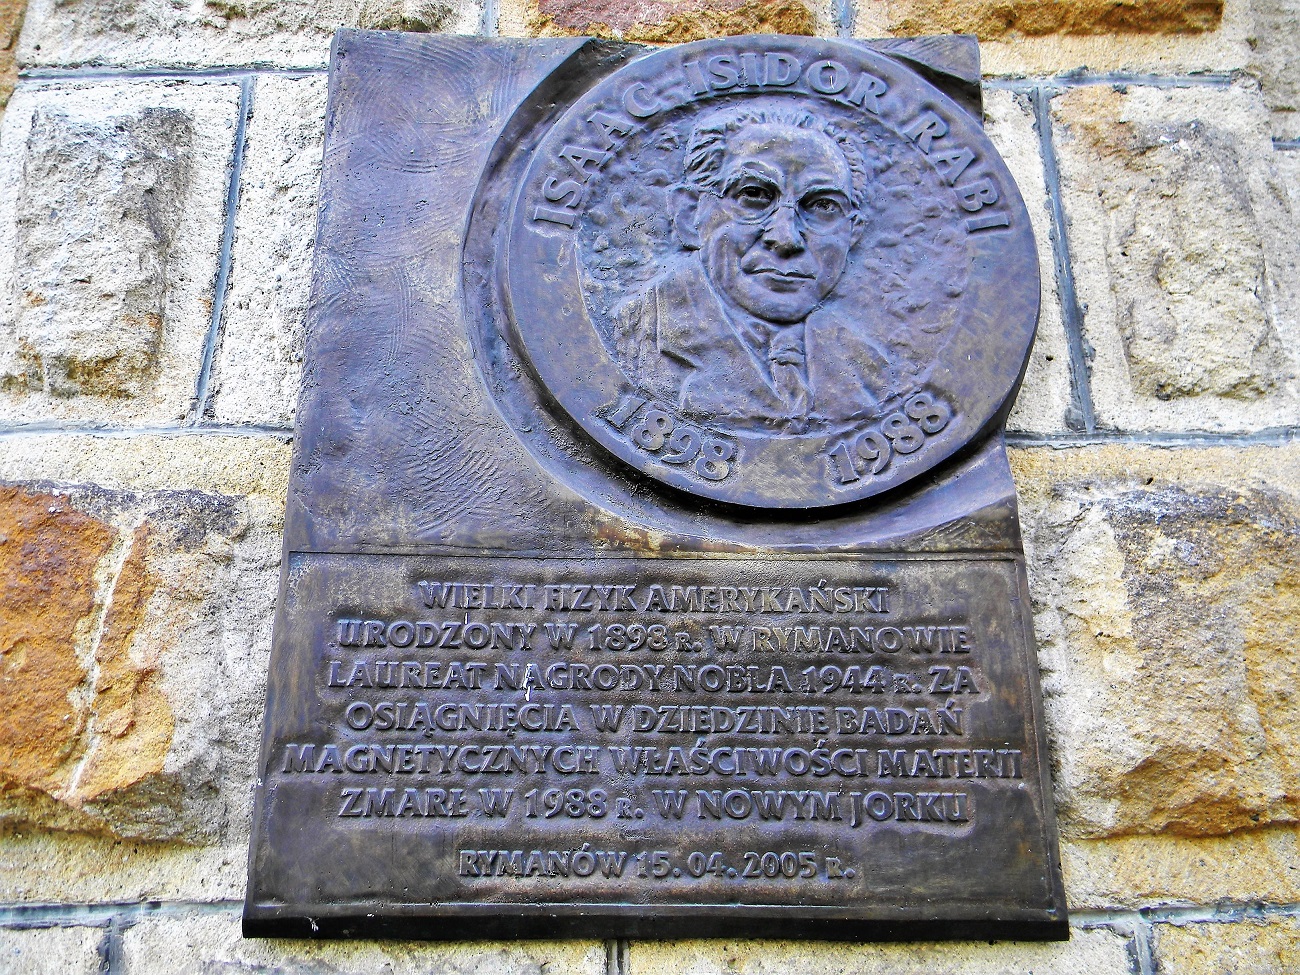 ISAAC ISIDOR RABI
1898 1988
WIELKI FIZYK AMERYKAŃSKI
URODZONY W 1898 R. W RYMANOWIE
LAUREAT NAGRODY NOBLA 1944 R. ZA
OSIĄGNIĘCIA W DZIEDZINIE BADAŃ
MAGNETYCZNYCH WŁAŚCIWOŚCI MATERII
ZMARŁ W 1988 R. W NOWYM JORKU
RYMANÓW 15.04.2005 R.